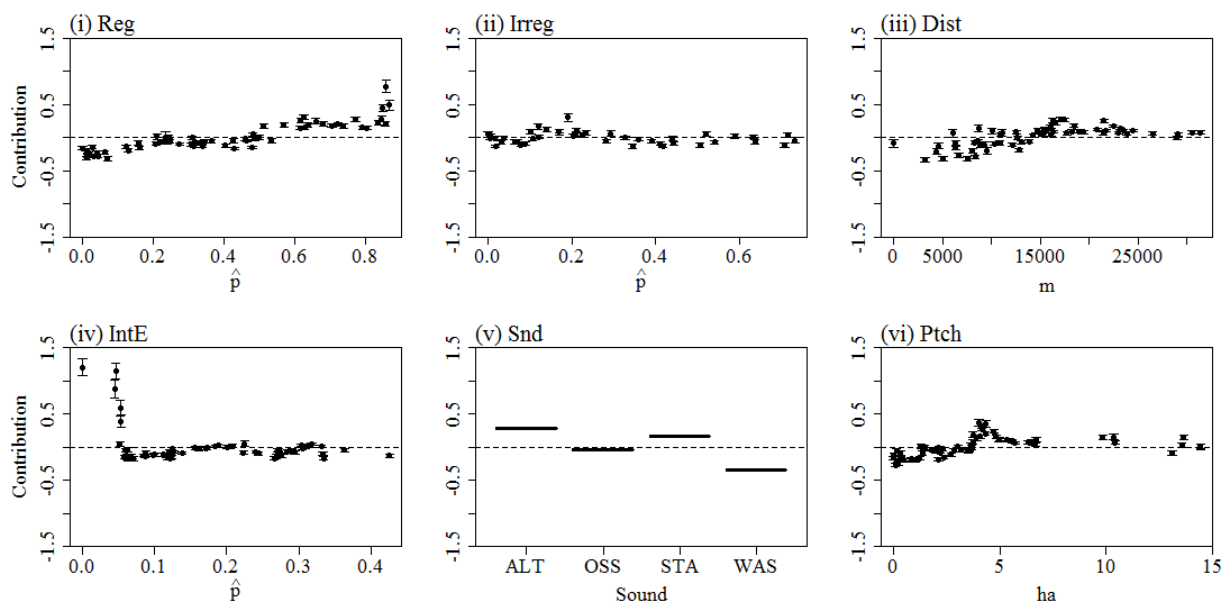 (i) Reg
(ii) Irreg
(iii) Dist
Contribution
1.5
0.5
-0.5
-1.5
0.0 0.2 0.4 0.6 0.8
p̂
1.5
0.5
-0.5
-1.5
0.0 0.2 0.4 0.6
p̂
1.5
0.5
-0.5
-1.5
0 5000 15000 25000
m
(iv) IntE
(v) Snd
(vi) Ptch
Contribution
1.5
0.5
-0.5
-1.5
0.0 0.1 0.2 0.3 0.4
p̂
1.5
0.5
-0.5
-1.5
ALT OSS STA WAS
Sound
1.5
0.5
-0.5
-1.5
0 5 10 15
ha